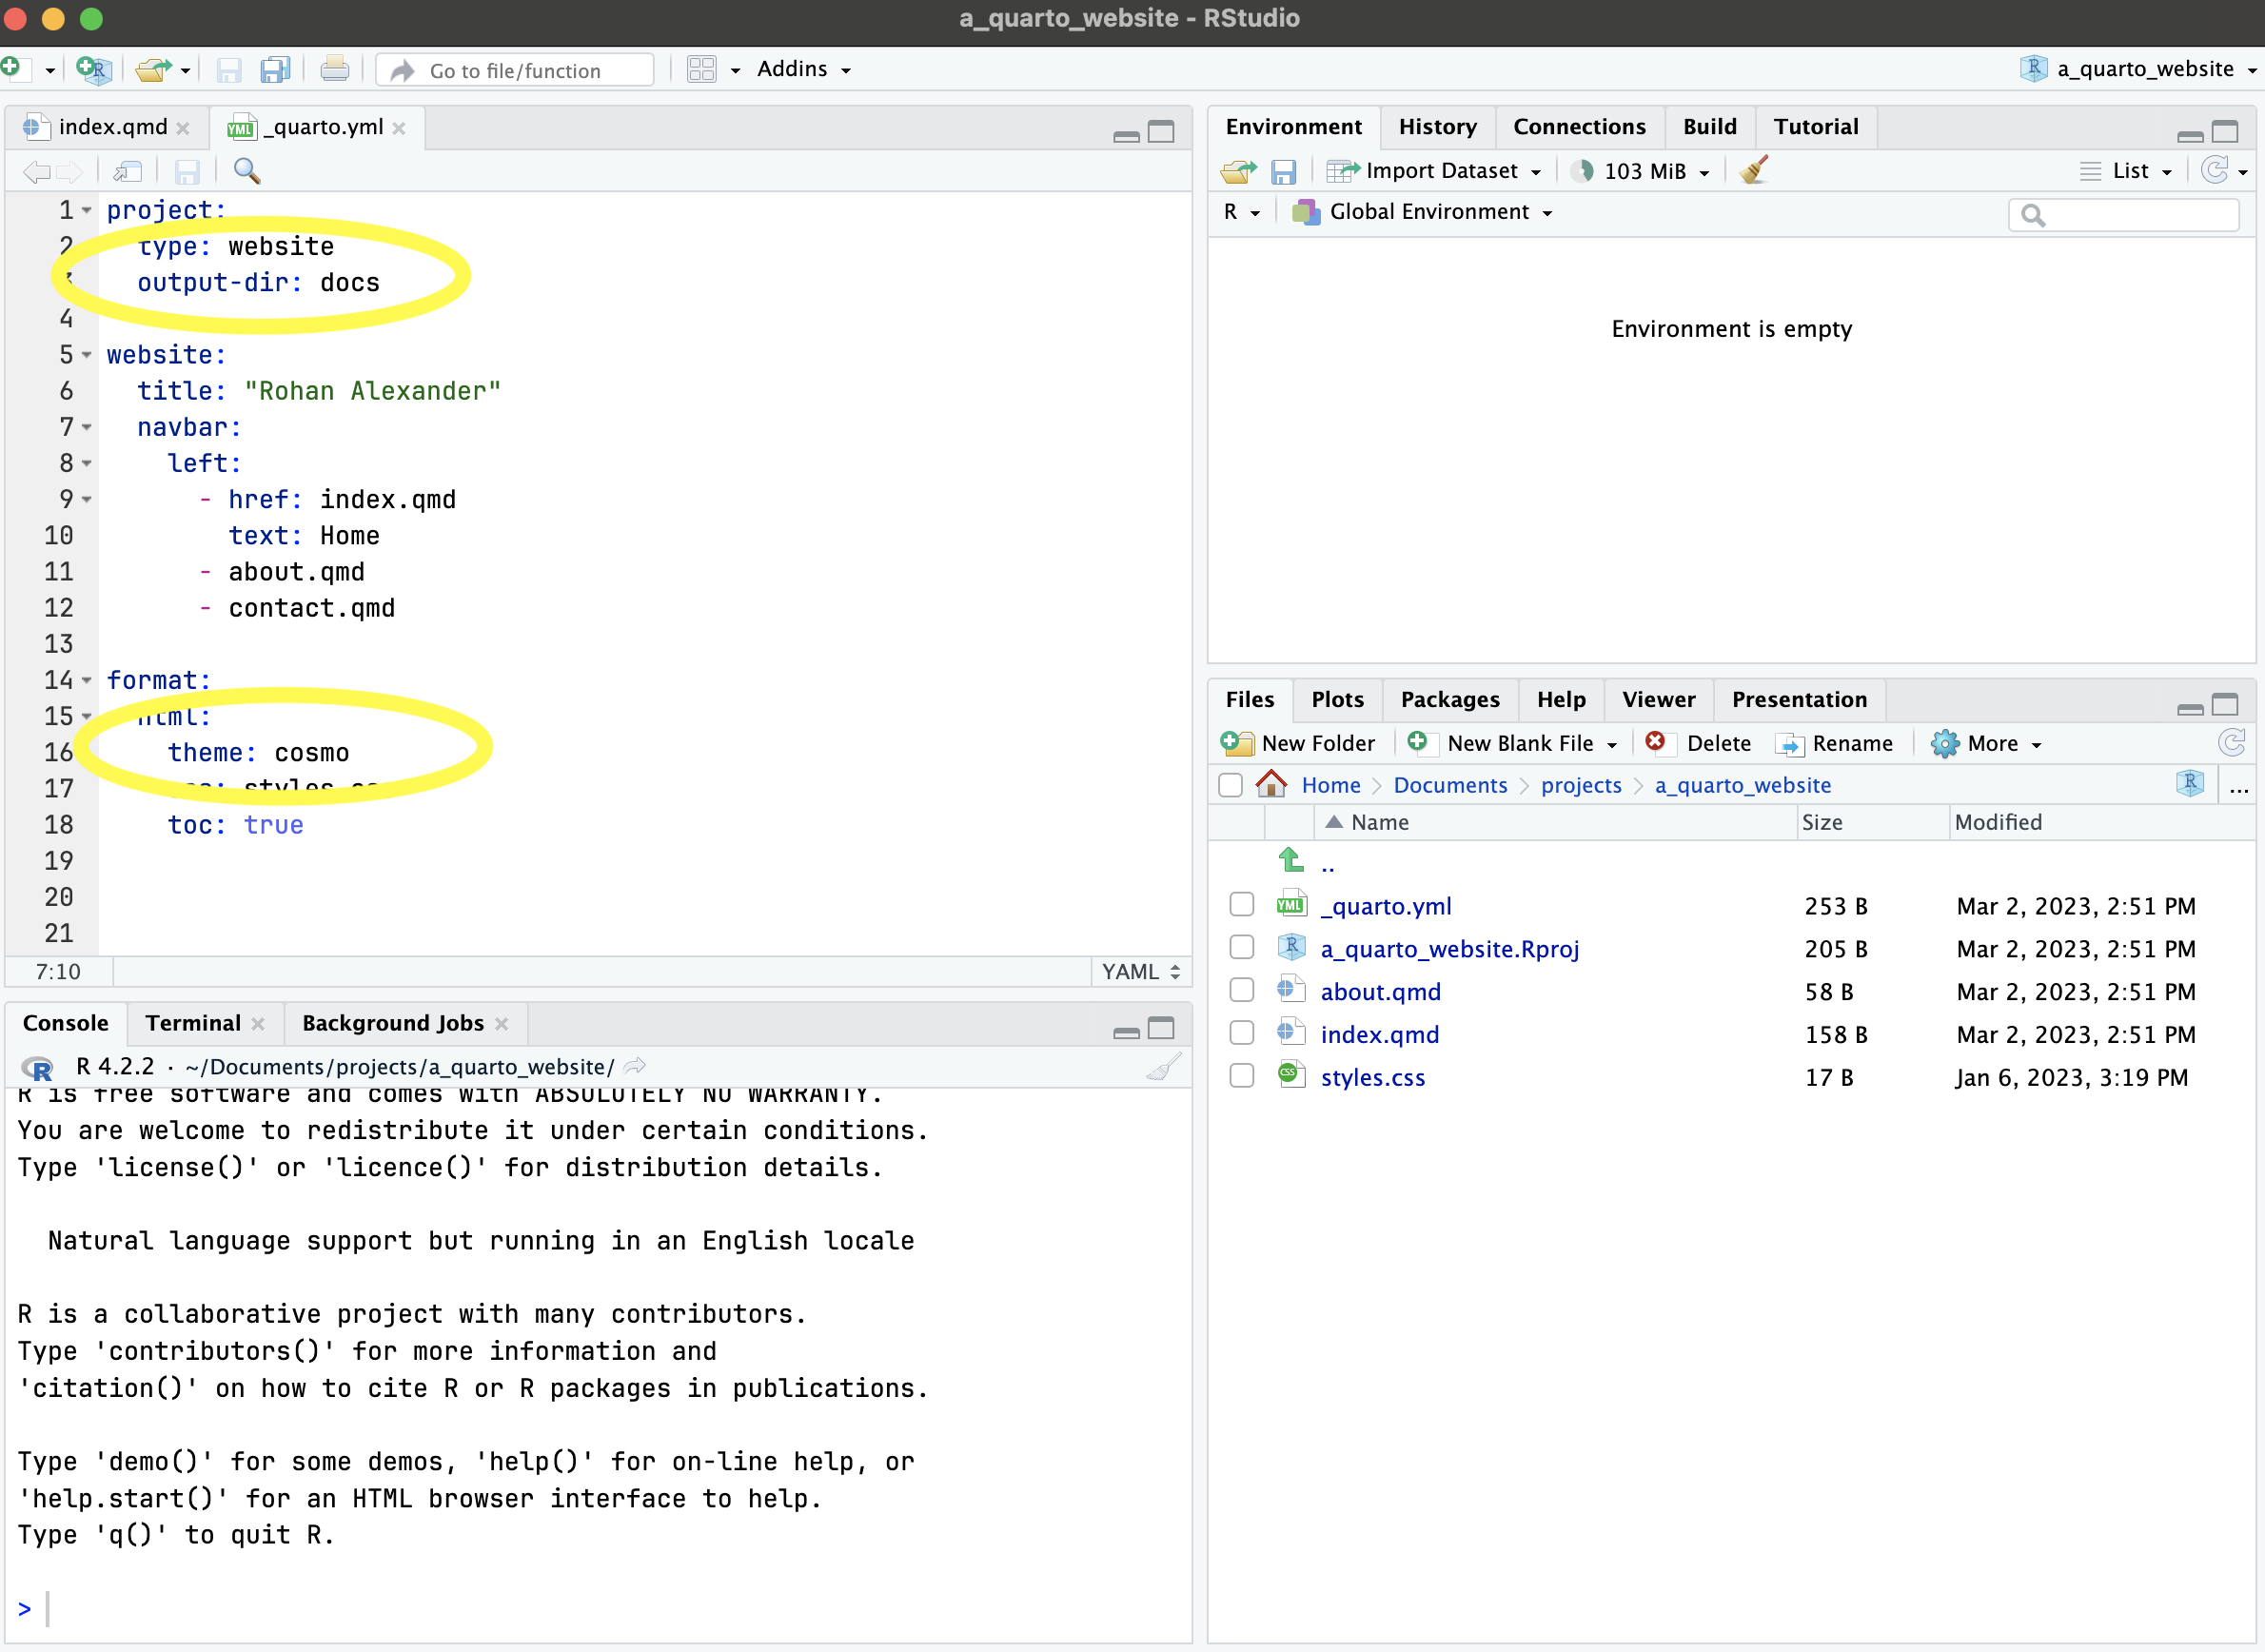 a_quarto_website - RStudio
Go to file/function
Addins
a_quarto_website
index.qmd
_quarto.yml
1 project:
2 type: website
output-dir: docs
4
5 website:
6 title: "Rohan Alexander"
7 navbar:
8 left:
9 - href: index.qmd
10 text: Home
11 - about.qmd
12 - contact.qmd
13
14 format:
15 html:
16 theme: cosmo
17
18 toc: true
19
20
21
7:10
YAML
Console Terminal Background Jobs
R 4.2.2 · ~/Documents/projects/a_quarto_website/
R is free software and comes with ABSOLUTELY NO WARRANTY.
You are welcome to redistribute it under certain conditions.
Type 'license()' or 'licence()' for distribution details.
Natural language support but running in an English locale
R is a collaborative project with many contributors.
Type 'contributors()' for more information and
'citation()' on how to cite R or R packages in publications.
Type 'demo()' for some demos, 'help()' for on-line help, or
'help.start()' for an HTML browser interface to help.
Type 'q()' to quit R.
>
Environment History Connections Build Tutorial
Import Dataset 103 MiB List
R Global Environment
Environment is empty
Files Plots Packages Help Viewer Presentation
New Folder New Blank File Delete Rename More
Home Documents projects a_quarto_website ...
Name Size Modified
..
_quarto.yml 253 B Mar 2, 2023, 2:51 PM
a_quarto_website.Rproj 205 B Mar 2, 2023, 2:51 PM
about.qmd 58 B Mar 2, 2023, 2:51 PM
index.qmd 158 B Mar 2, 2023, 2:51 PM
styles.css 17 B Jan 6, 2023, 3:19 PM